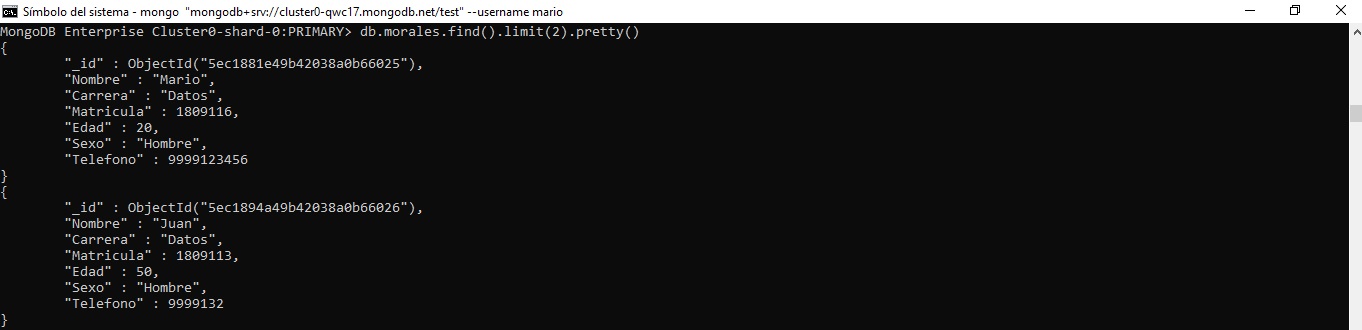 Símbolo del sistema - mongo "mongodb+srv://cluster0-qwc17.mongodb.net/test" --username mario
MongoDB Enterprise Cluster0-shard-0:PRIMARY> db.morales.find().limit(2).pretty()
{
        "_id" : ObjectId("5ec1881e49b42038a0b66025"),
        "Nombre" : "Mario",
        "Carrera" : "Datos",
        "Matricula" : 1809116,
        "Edad" : 20,
        "Sexo" : "Hombre",
        "Telefono" : 9999123456
}
{
        "_id" : ObjectId("5ec1894a49b42038a0b66026"),
        "Nombre" : "Juan",
        "Carrera" : "Datos",
        "Matricula" : 1809113,
        "Edad" : 50,
        "Sexo" : "Hombre",
        "Telefono" : 9999132
}